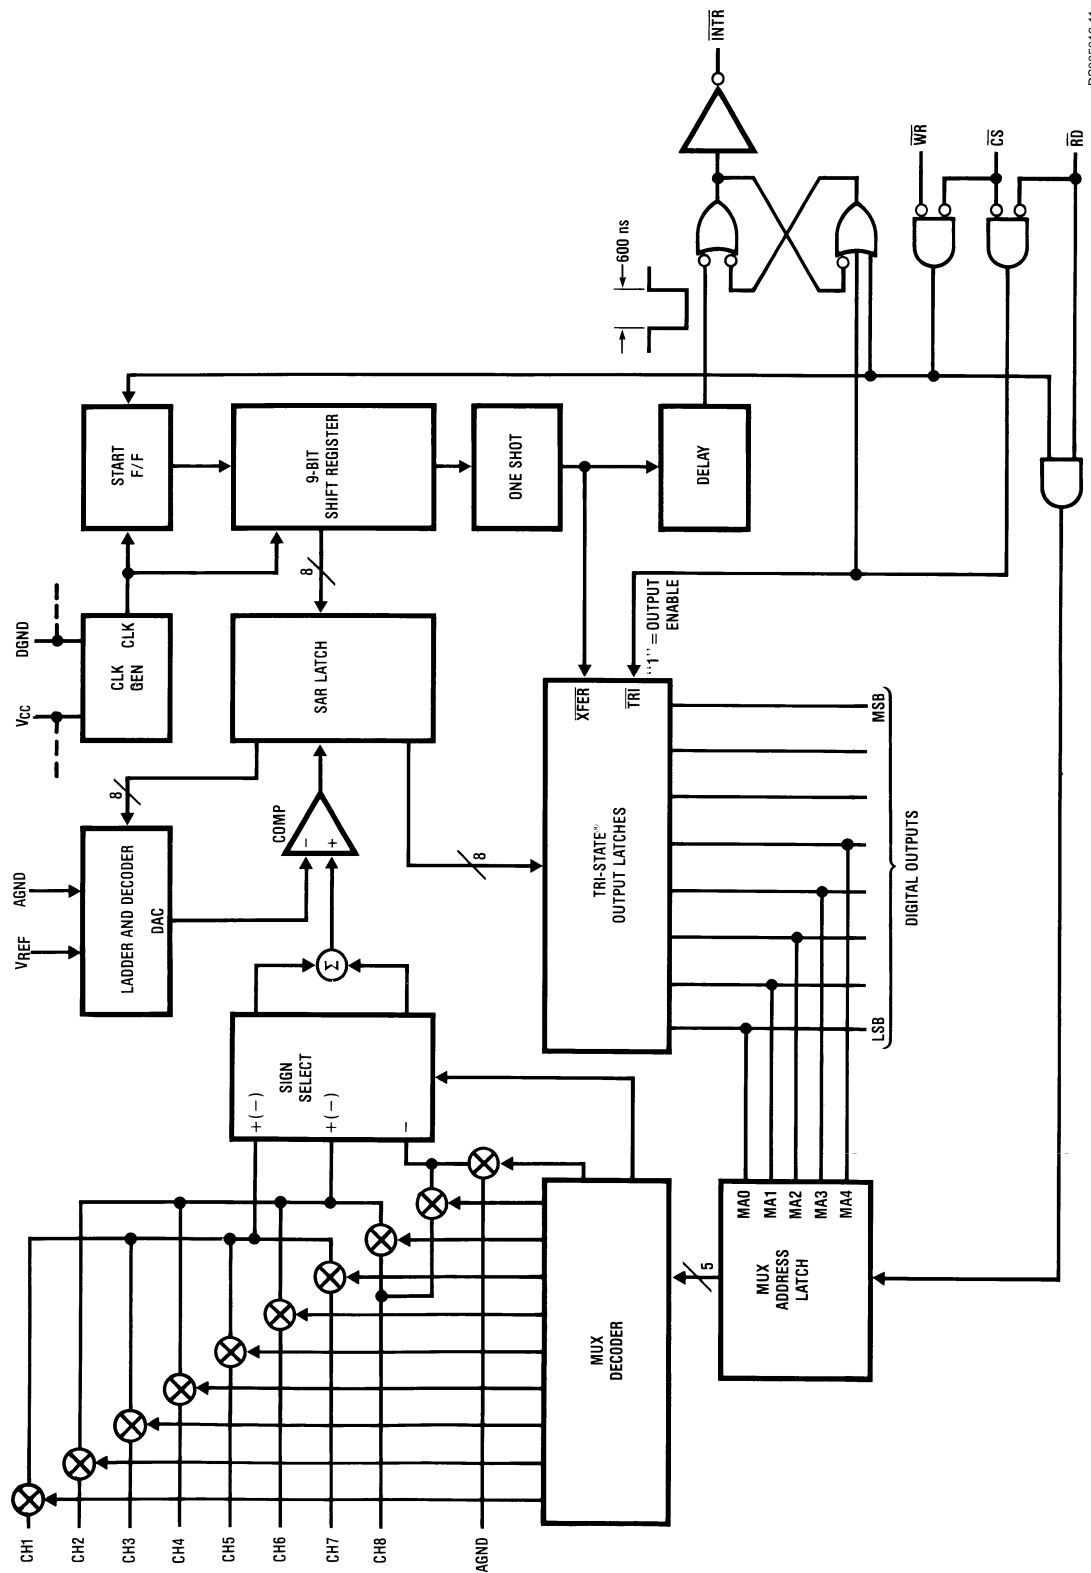 CH1
CH2
CH3
CH4
CH5
CH6
CH7
CH8
AGND
MUX
DECODER
5
MUX
ADDRESS
LATCH
MA0
MA1
MA2
MA3
MA4
+(−)
+(−)
−
SIGN
SELECT
Σ
VREF
AGND
LADDER AND DECODER
DAC
8
COMP
−
+
VCC
DGND
CLK
GEN
CLK
SAR LATCH
8
8
START
F/F
9-BIT
SHIFT REGISTER
ONE SHOT
DELAY
600 ns
TRI-STATE®
OUTPUT LATCHES
XFER
TRI
"1" = OUTPUT
ENABLE
LSB
MSB
DIGITAL OUTPUTS
INTR
WR
CS
RD